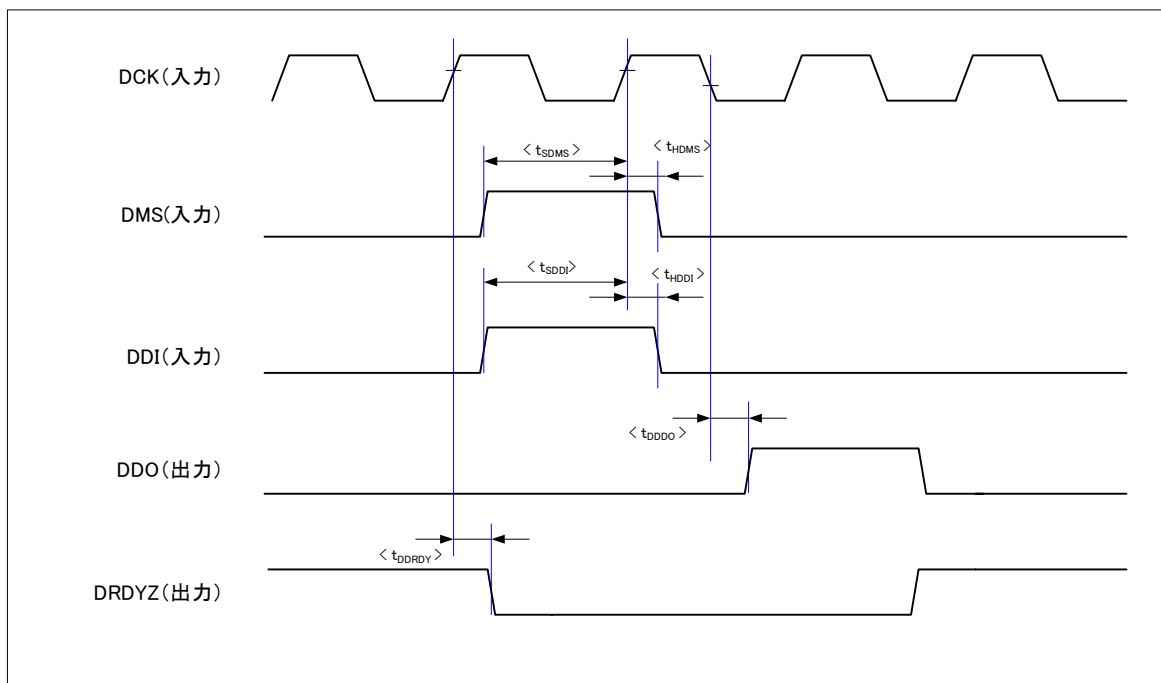 DCK(入力)
<tSDMS>
<tHDMS>
DMS(入力)
<tSDDI>
<tHDDI>
DDI(入力)
<tDDDO>
DDO(出力)
<tDDRDY>
DRDYZ(出力)